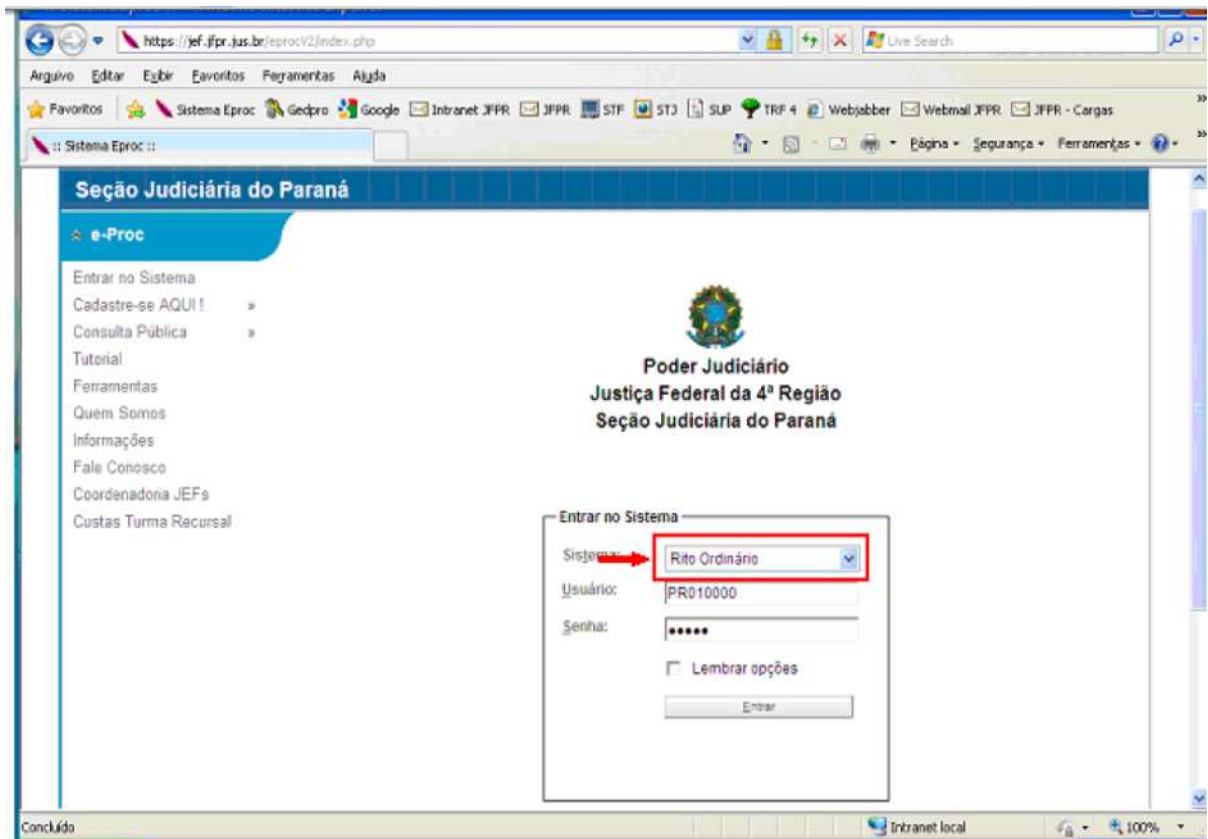 https://jef.jfpr.jus.br/eprocV2/index.php
Live Search
Arquivo Editar Exibir Favoritos Ferramentas Ajuda
Favoritos Sistema Eproc Gedpro Google Intranet JFPR JFPR STF STJ SUP TRF 4 Webjabber Webmail JFPR JFPR - Cargas
:: Sistema Eproc :: Página Segurança Ferramentas
Seção Judiciária do Paraná
e-Proc
Entrar no Sistema
Cadastre-se AQUI ! »
Consulta Pública »
Tutorial
Ferramentas
Quem Somos
Informações
Fale Conosco
Coordenadoria JEFs
Custas Turma Recursal
Poder Judiciário
Justiça Federal da 4ª Região
Seção Judiciária do Paraná
Entrar no Sistema
Sistema: Rito Ordinário
Usuário: PR010000
Senha: •••••
Lembrar opções
Entrar
Concluído Intranet local 100%